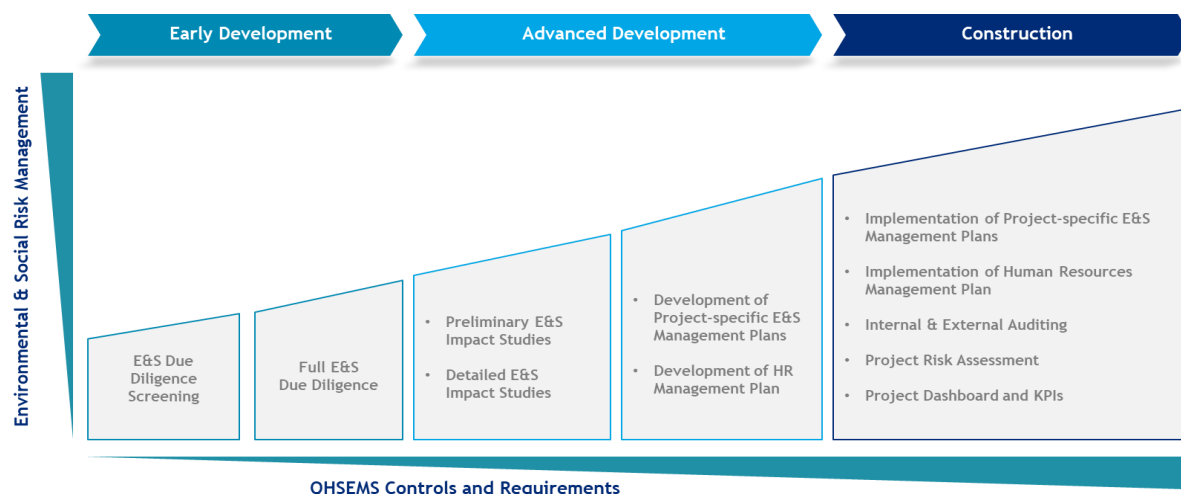 Early Development
Advanced Development
Construction
Environmental & Social Risk Management
E&S Due
Diligence
Screening
Full E&S
Due Diligence
• Preliminary E&S
Impact Studies
• Detailed E&S
Impact Studies
• Development of
Project-specific E&S
Management Plans
• Development of HR
Management Plan
• Implementation of Project-specific E&S
Management Plans
• Implementation of Human Resources
Management Plan
• Internal & External Auditing
• Project Risk Assessment
• Project Dashboard and KPIs
OHSEMS Controls and Requirements